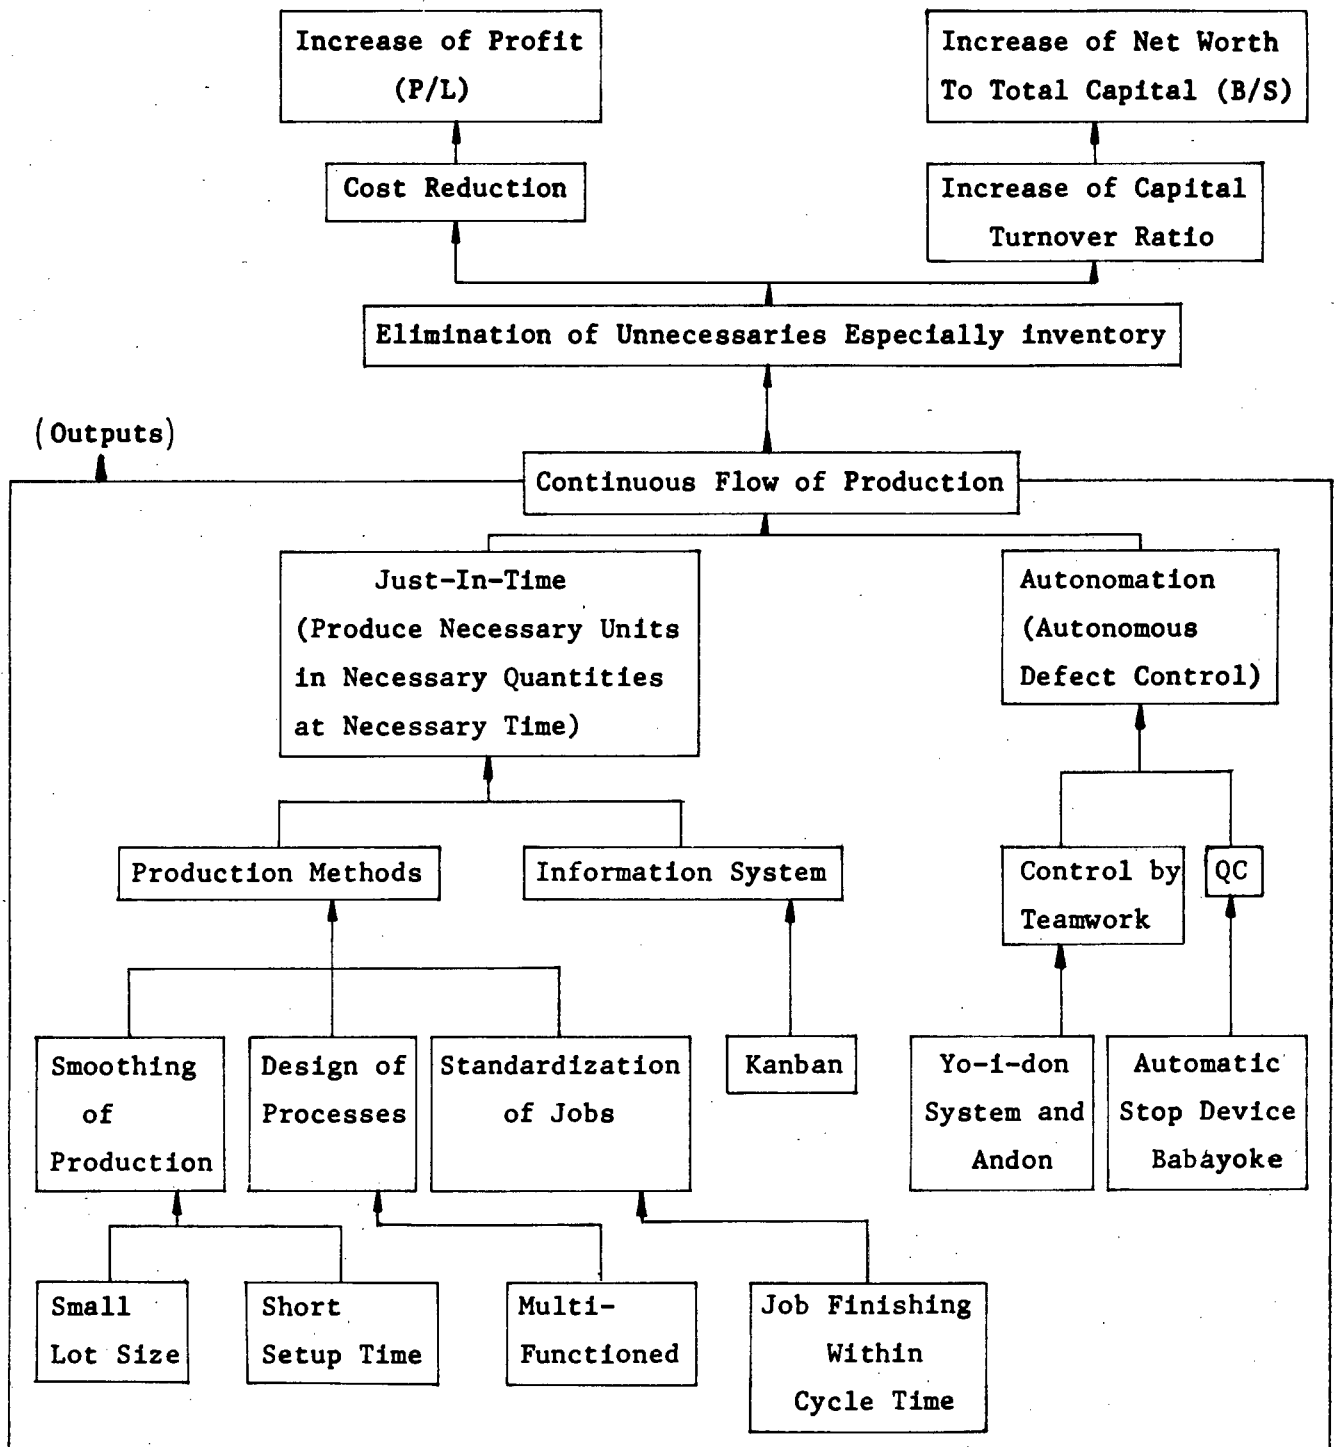 Increase of Profit
(P/L)
Increase of Net Worth
To Total Capital (B/S)
Cost Reduction
Increase of Capital
Turnover Ratio
Elimination of Unnecessaries Especially inventory
(Outputs)
Continuous Flow of Production
Just-In-Time
(Produce Necessary Units
in Necessary Quantities
at Necessary Time)
Autonomation
(Autonomous
Defect Control)
Production Methods
Information System
Control by
Teamwork
QC
Smoothing
of
Production
Design of
Processes
Standardization
of Jobs
Kanban
Yo-i-don
System and
Andon
Automatic
Stop Device
Babayoke
Small
Lot Size
Short
Setup Time
Multi-
Functioned
Job Finishing
Within
Cycle Time